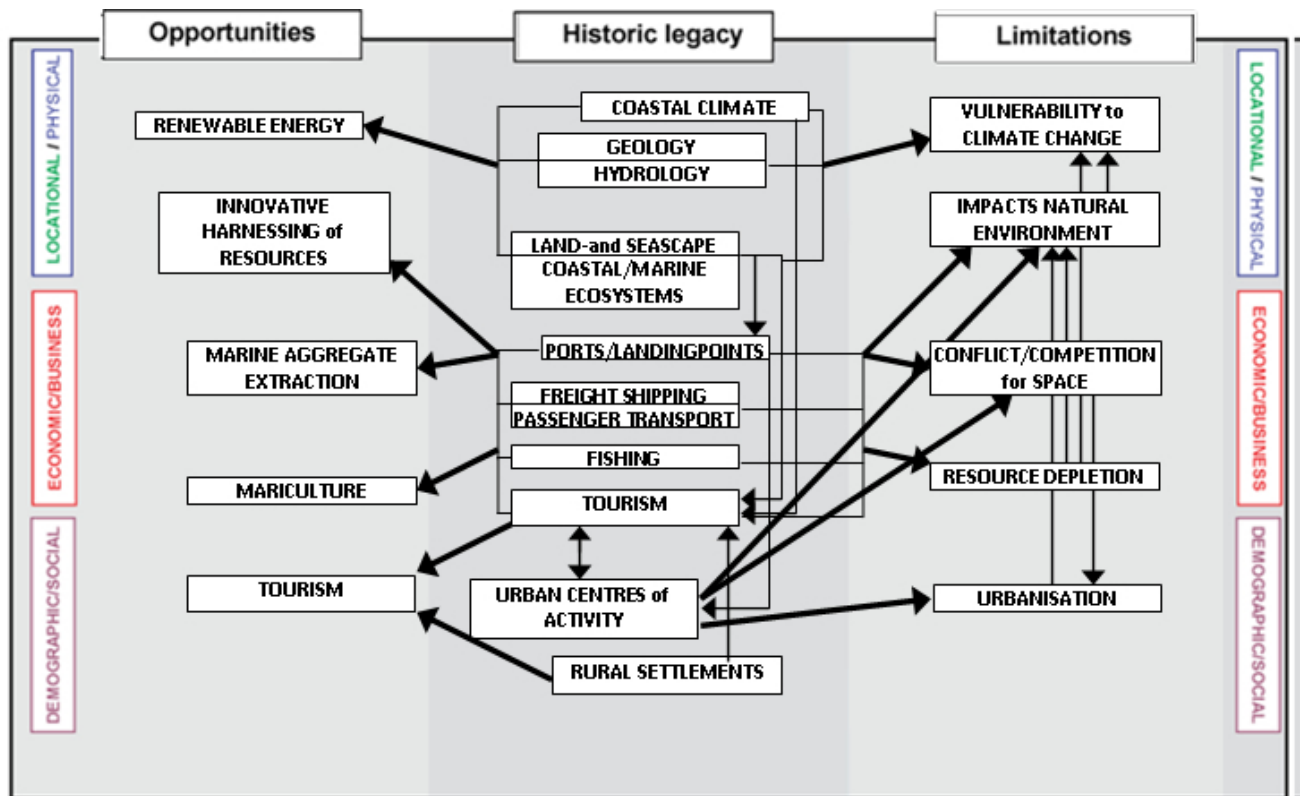 Opportunities
Historic legacy
Limitations
LOCATIONAL / PHYSICAL
ECONOMIC/BUSINESS
DEMOGRAPHIC/SOCIAL
RENEWABLE ENERGY
INNOVATIVE
HARNESSING of
RESOURCES
MARINE AGGREGATE
EXTRACTION
MARICULTURE
TOURISM
COASTAL CLIMATE
GEOLOGY
HYDROLOGY
LAND-and SEASCAPE
COASTAL/MARINE
ECOSYSTEMS
PORTS/LANDINGPOINTS
FREIGHT SHIPPING
PASSENGER TRANSPORT
FISHING
TOURISM
URBAN CENTRES of
ACTIVITY
RURAL SETTLEMENTS
VULNERABILITY to
CLIMATE CHANGE
IMPACTS NATURAL
ENVIRONMENT
CONFLICT/COMPETITION
for SPACE
RESOURCE DEPLETION
URBANISATION
LOCATIONAL / PHYSICAL
ECONOMIC/BUSINESS
DEMOGRAPHIC/SOCIAL